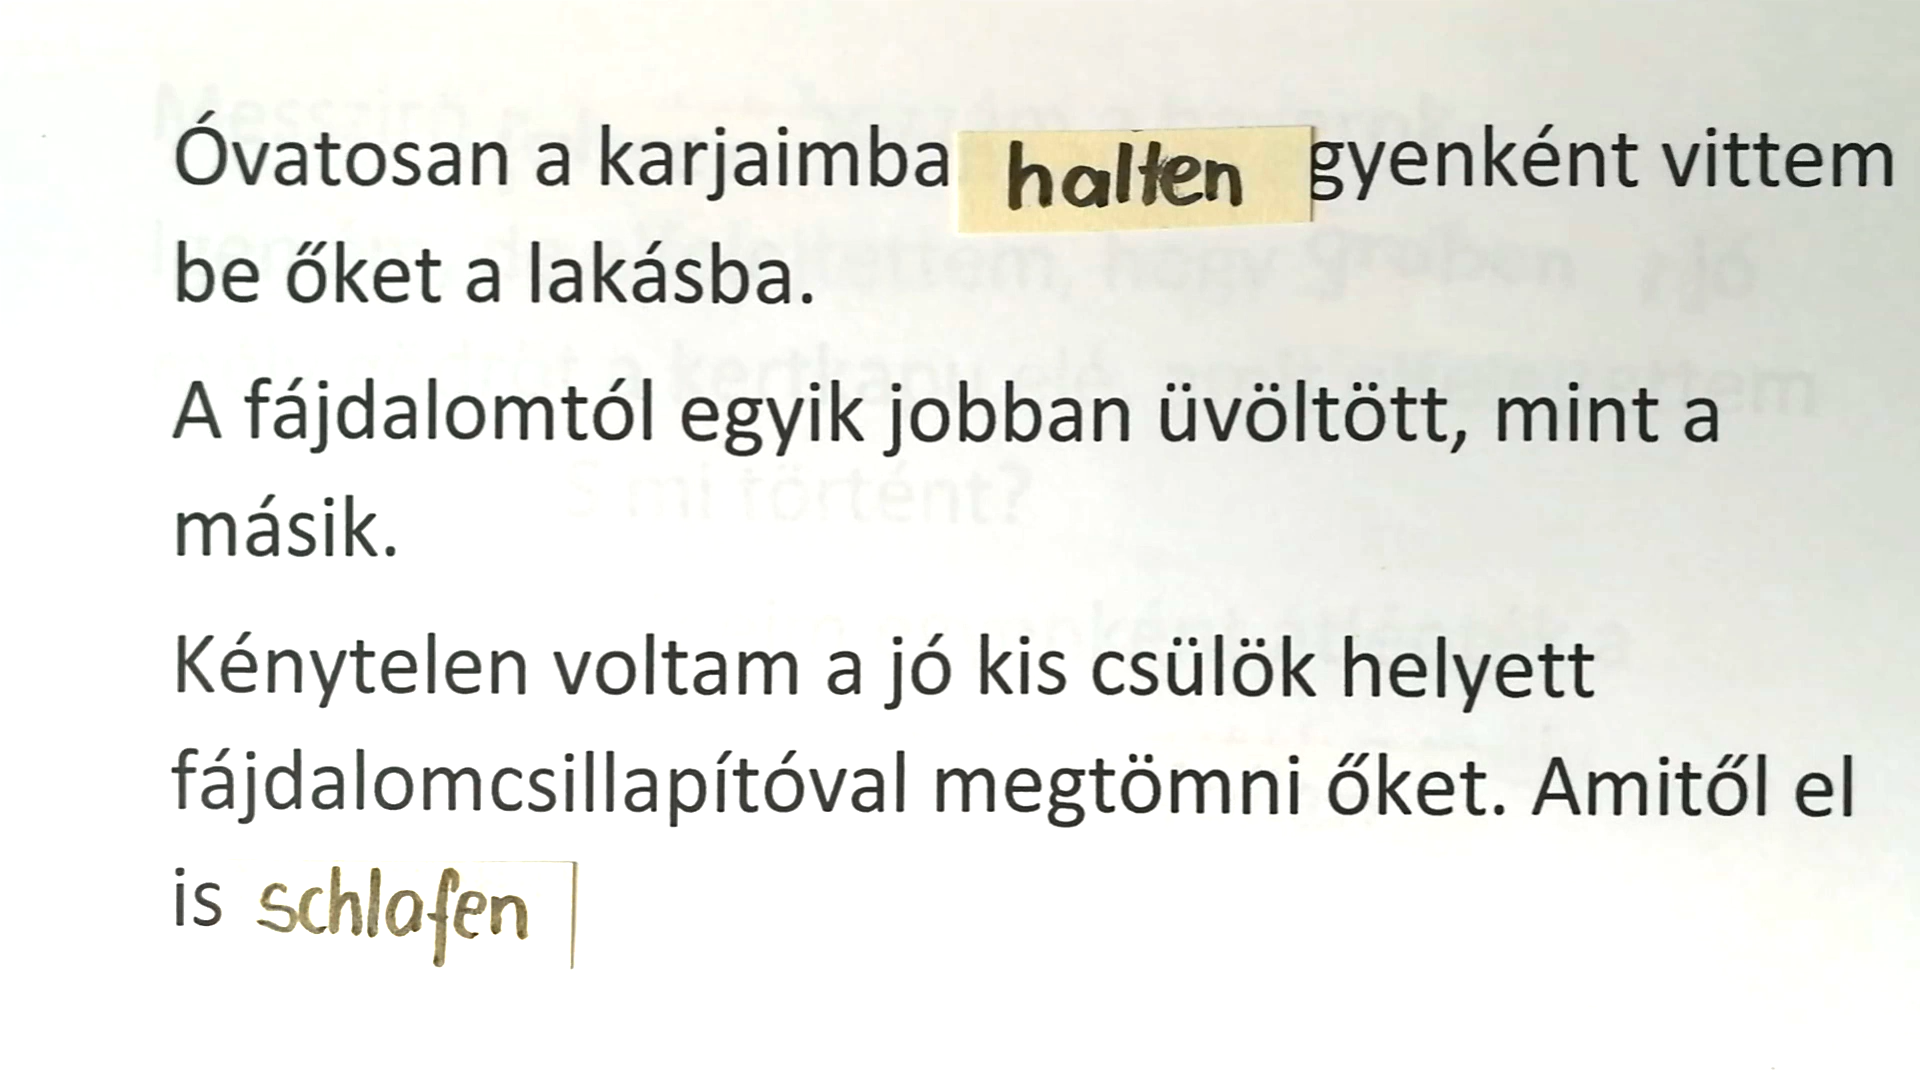 Óvatosan a karjaimba halten gyenként vittem
be őket a lakásba.
A fájdalomtól egyik jobban üvöltött, mint a
másik.
Kénytelen voltam a jó kis csülök helyett
fájdalomcsillapítóval megtömni őket. Amitől el
is schlafen